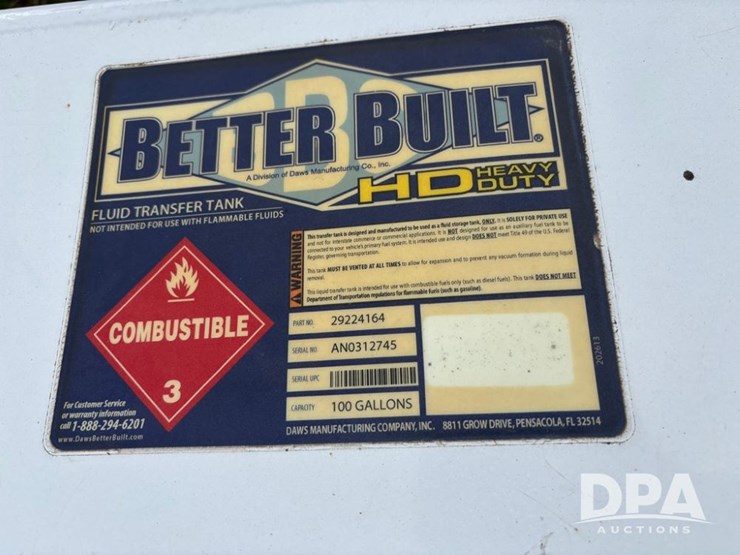 BETTER BUILT®
A Division of Daws Manufacturing Co., Inc.
HD HEAVY DUTY
FLUID TRANSFER TANK
NOT INTENDED FOR USE WITH FLAMMABLE FLUIDS
WARNING
This transfer tank is designed and manufactured to be used as a fluid storage tank, ONLY. It is SOLELY FOR PRIVATE USE
and not for interstate commerce or commercial applications. It is NOT designed for use as an auxiliary fuel tank to be
connected to your vehicle's primary fuel system. It is intended use and design DOES NOT meet Title 49 of the U.S. Federal
Register, governing transportation.
This tank MUST BE VENTED AT ALL TIMES to allow for expansion and to prevent any vacuum formation during liquid
removal.
This liquid transfer tank is intended for use with combustible fuels only (such as diesel fuels). This tank DOES NOT MEET
Department of Transportation regulations for flammable fuels (such as gasoline).
COMBUSTIBLE
3
PART NO. 29224164
SERIAL NO. AN0312745
SERIAL UPC
CAPACITY 100 GALLONS
202613
For Customer Service
or warranty information
call 1-888-294-6201
www.DawsBetterBuilt.com
DAWS MANUFACTURING COMPANY, INC. 8811 GROW DRIVE, PENSACOLA, FL 32514
DPA
AUCTIONS